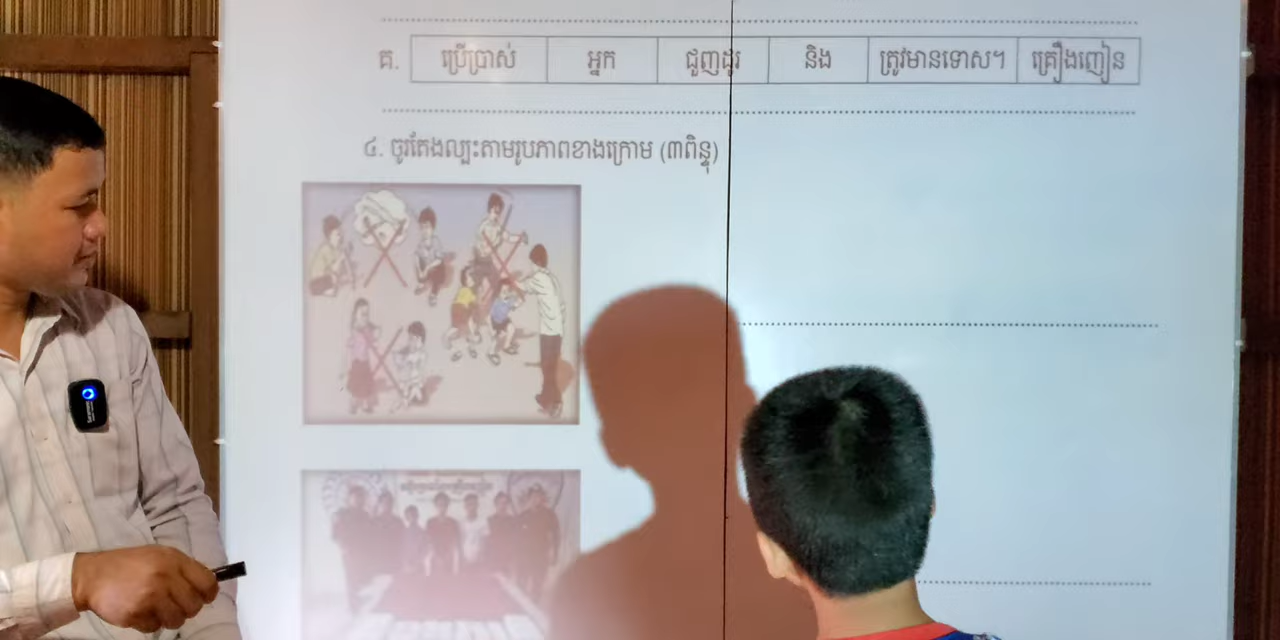 គ. ប្រើប្រាស់ អ្នក ជួញដូរ និង ត្រូវមានទោស។ គ្រឿងញៀន
៤. ចូរតែងល្បះតាមរូបភាពខាងក្រោម (៣ពិន្ទុ)